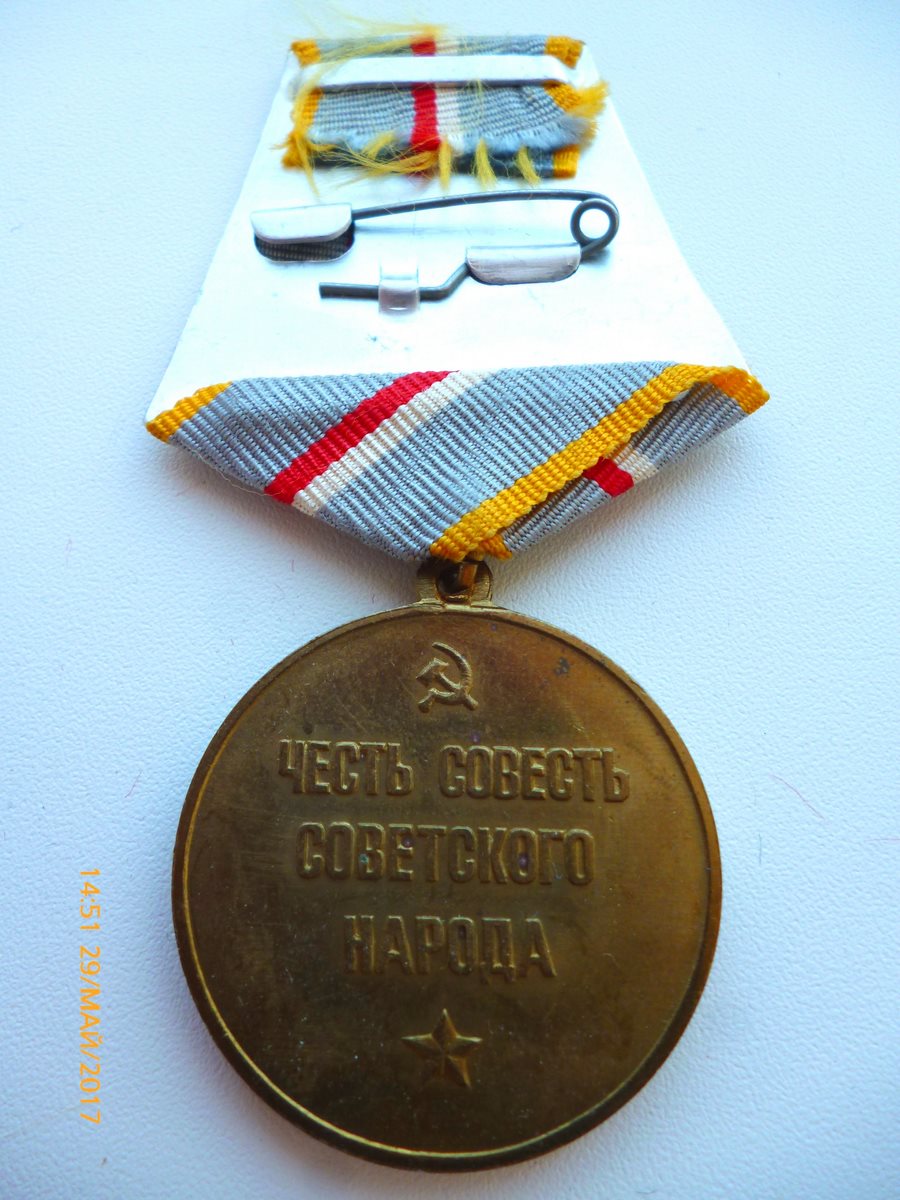 ЧЕСТЬ СОВЕСТЬ
СОВЕТСКОГО
НАРОДА
14:51 29/МАЙ/2017